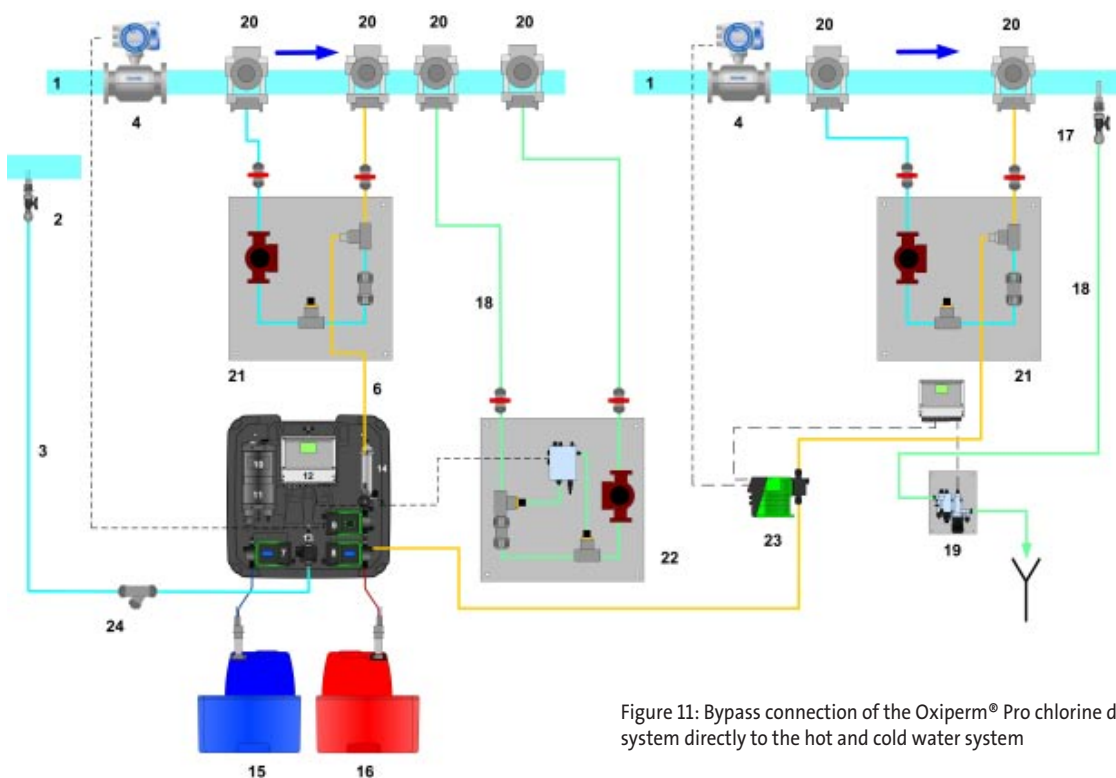 20 20 20 20 20 20
1 1
4 4 17
2
18 18
21 21
6
3
10 12 14
11
13
7
22 23 19
24
Figure 11: Bypass connection of the Oxiperm® Pro chlorine d
system directly to the hot and cold water system
15 16